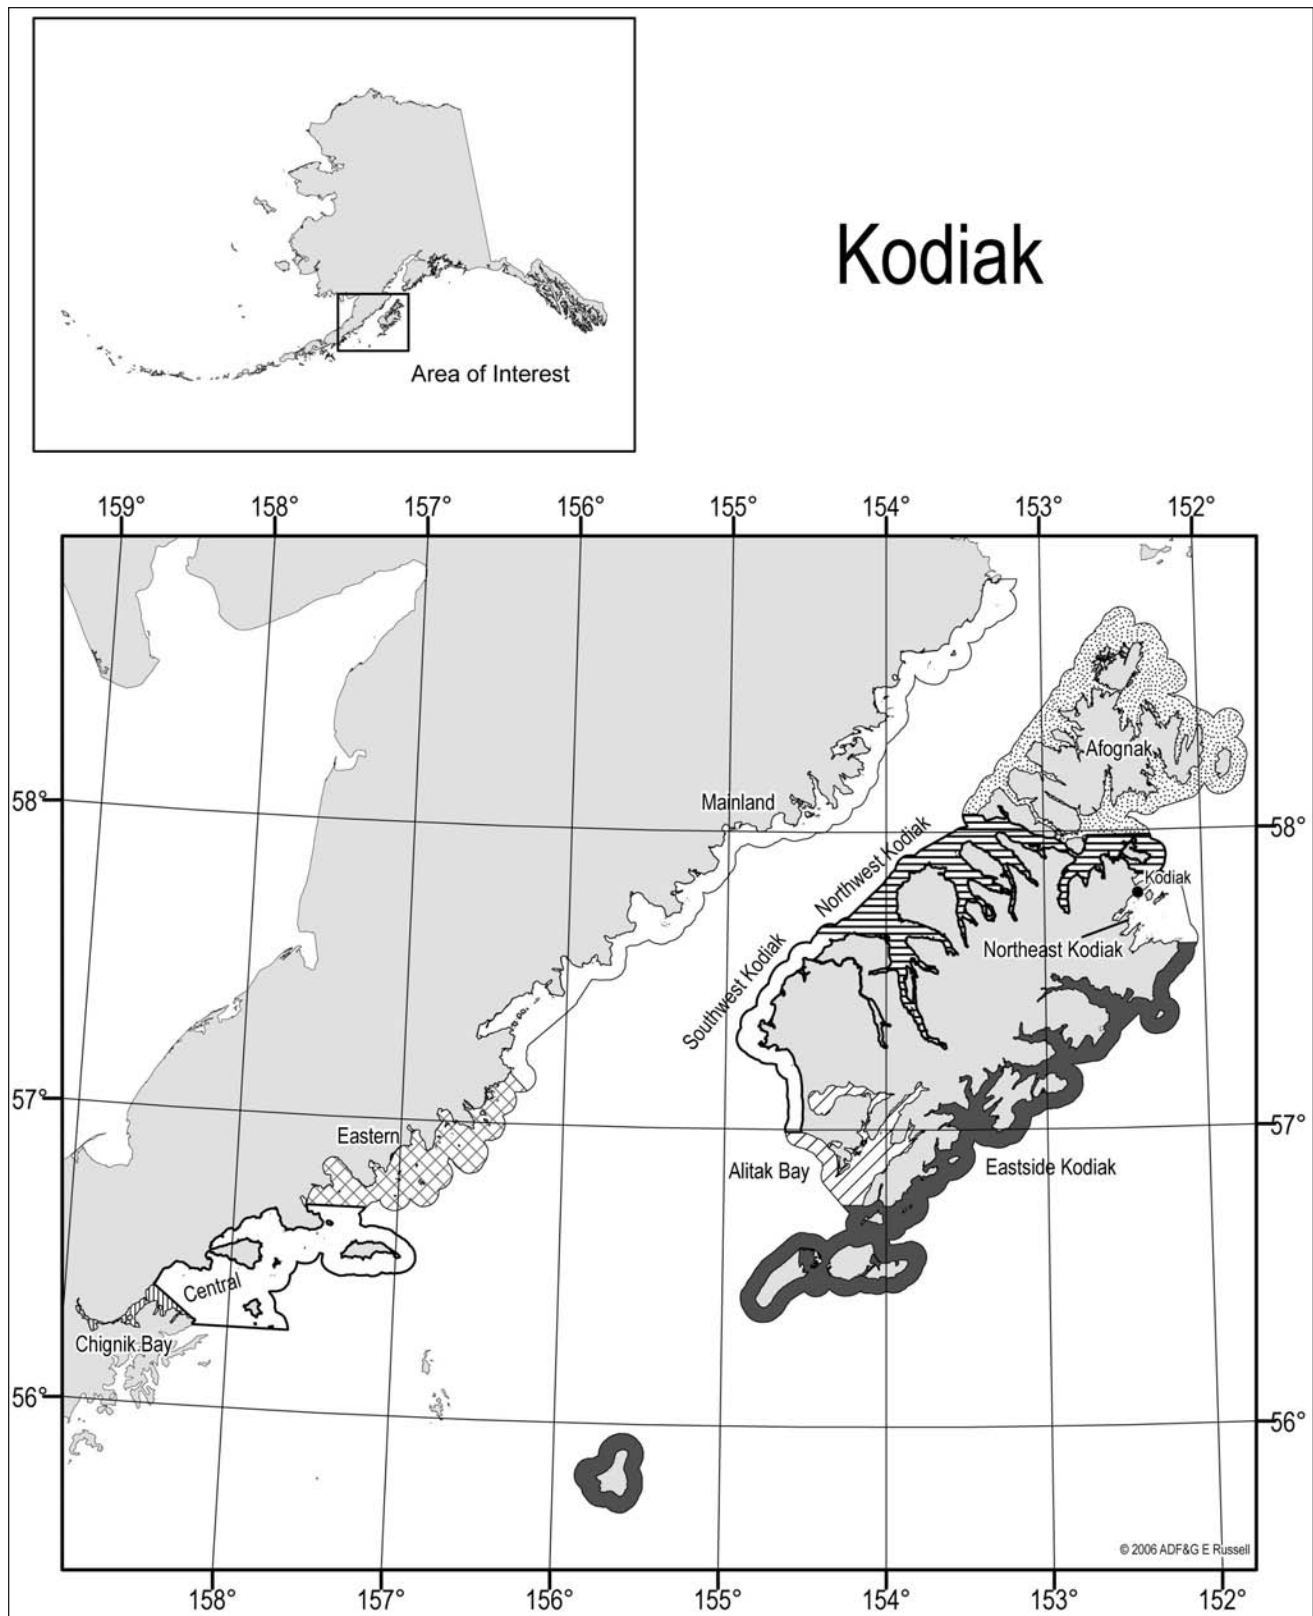 Kodiak
Area of Interest
159°
158°
157°
156°
155°
154°
153°
152°
Afognak
Mainland
58°
58°
Northwest Kodiak
Kodiak
Northeast Kodiak
Southwest Kodiak
57°
57°
Eastern
Alitak Bay
Eastside Kodiak
Central
Chignik Bay
56°
56°
© 2006 ADF&G E Russell
158°
157°
156°
155°
154°
153°
152°